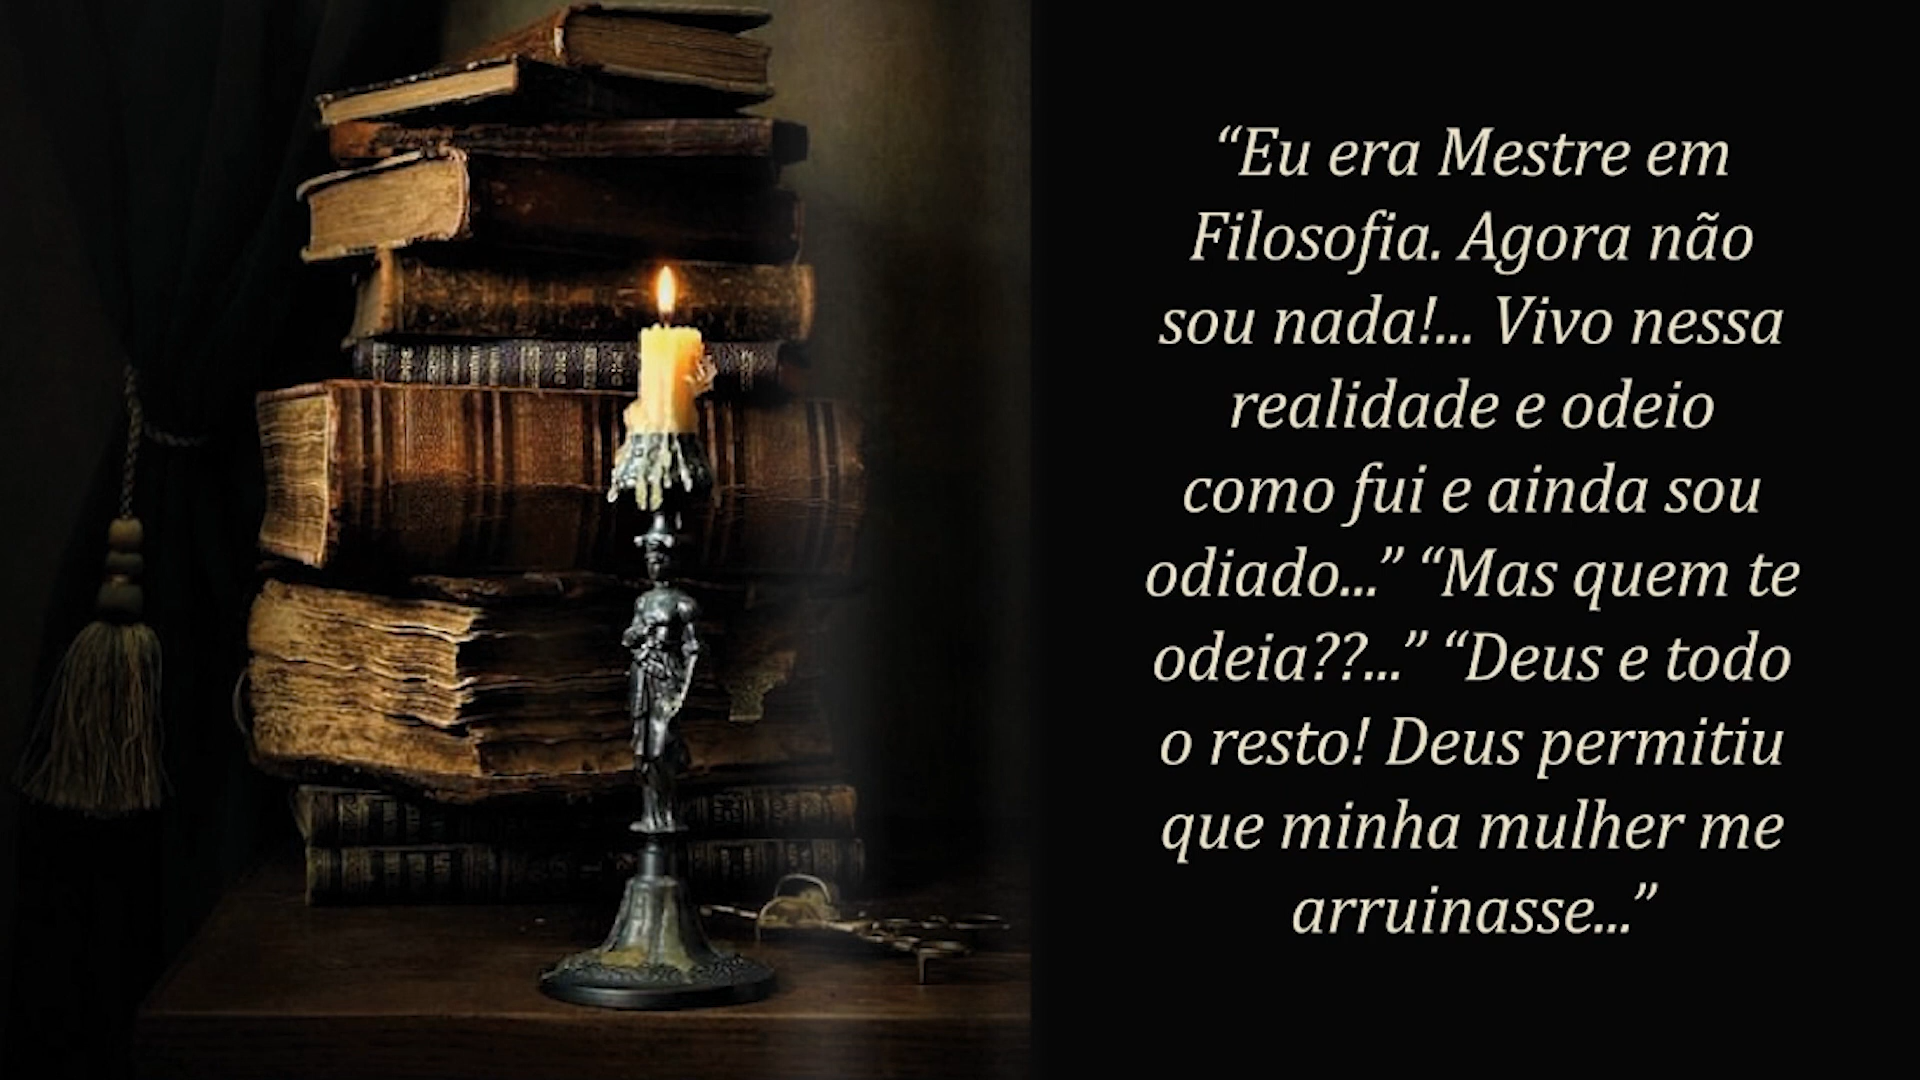 “Eu era Mestre em
Filosofia. Agora não
sou nada!... Vivo nessa
realidade e odeio
como fui e ainda sou
odiado...” “Mas quem te
odeia??...” “Deus e todo
o resto! Deus permitiu
que minha mulher me
arruinasse...”